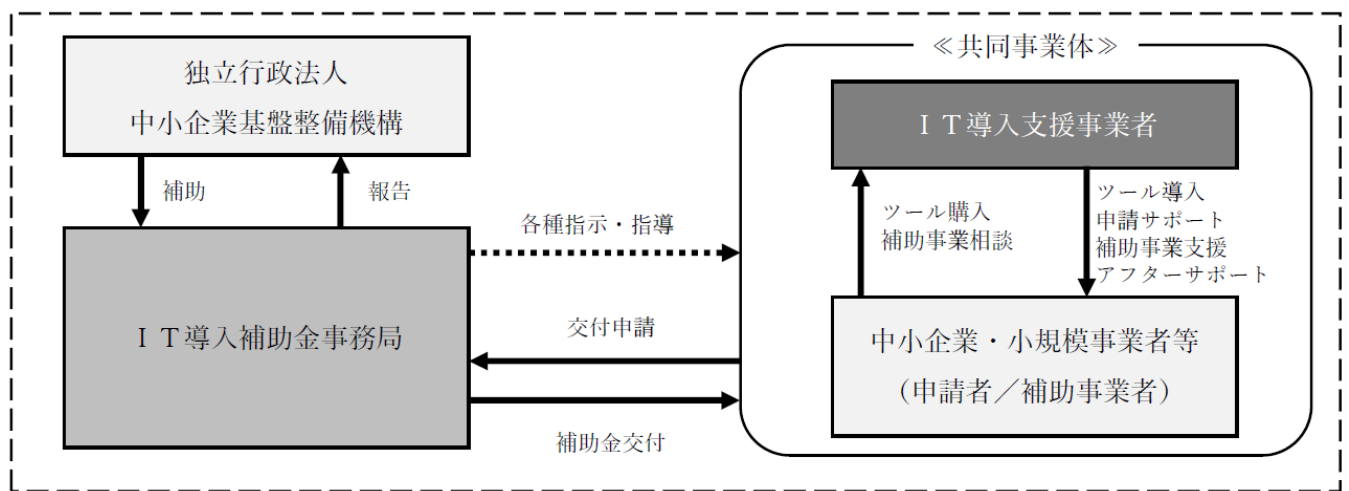 独立行政法人
中小企業基盤整備機構
補助
報告
ＩＴ導入補助金事務局
各種指示・指導
交付申請
補助金交付
≪共同事業体≫
ＩＴ導入支援事業者
ツール購入
補助事業相談
ツール導入
申請サポート
補助事業支援
アフターサポート
中小企業・小規模事業者等
（申請者／補助事業者）